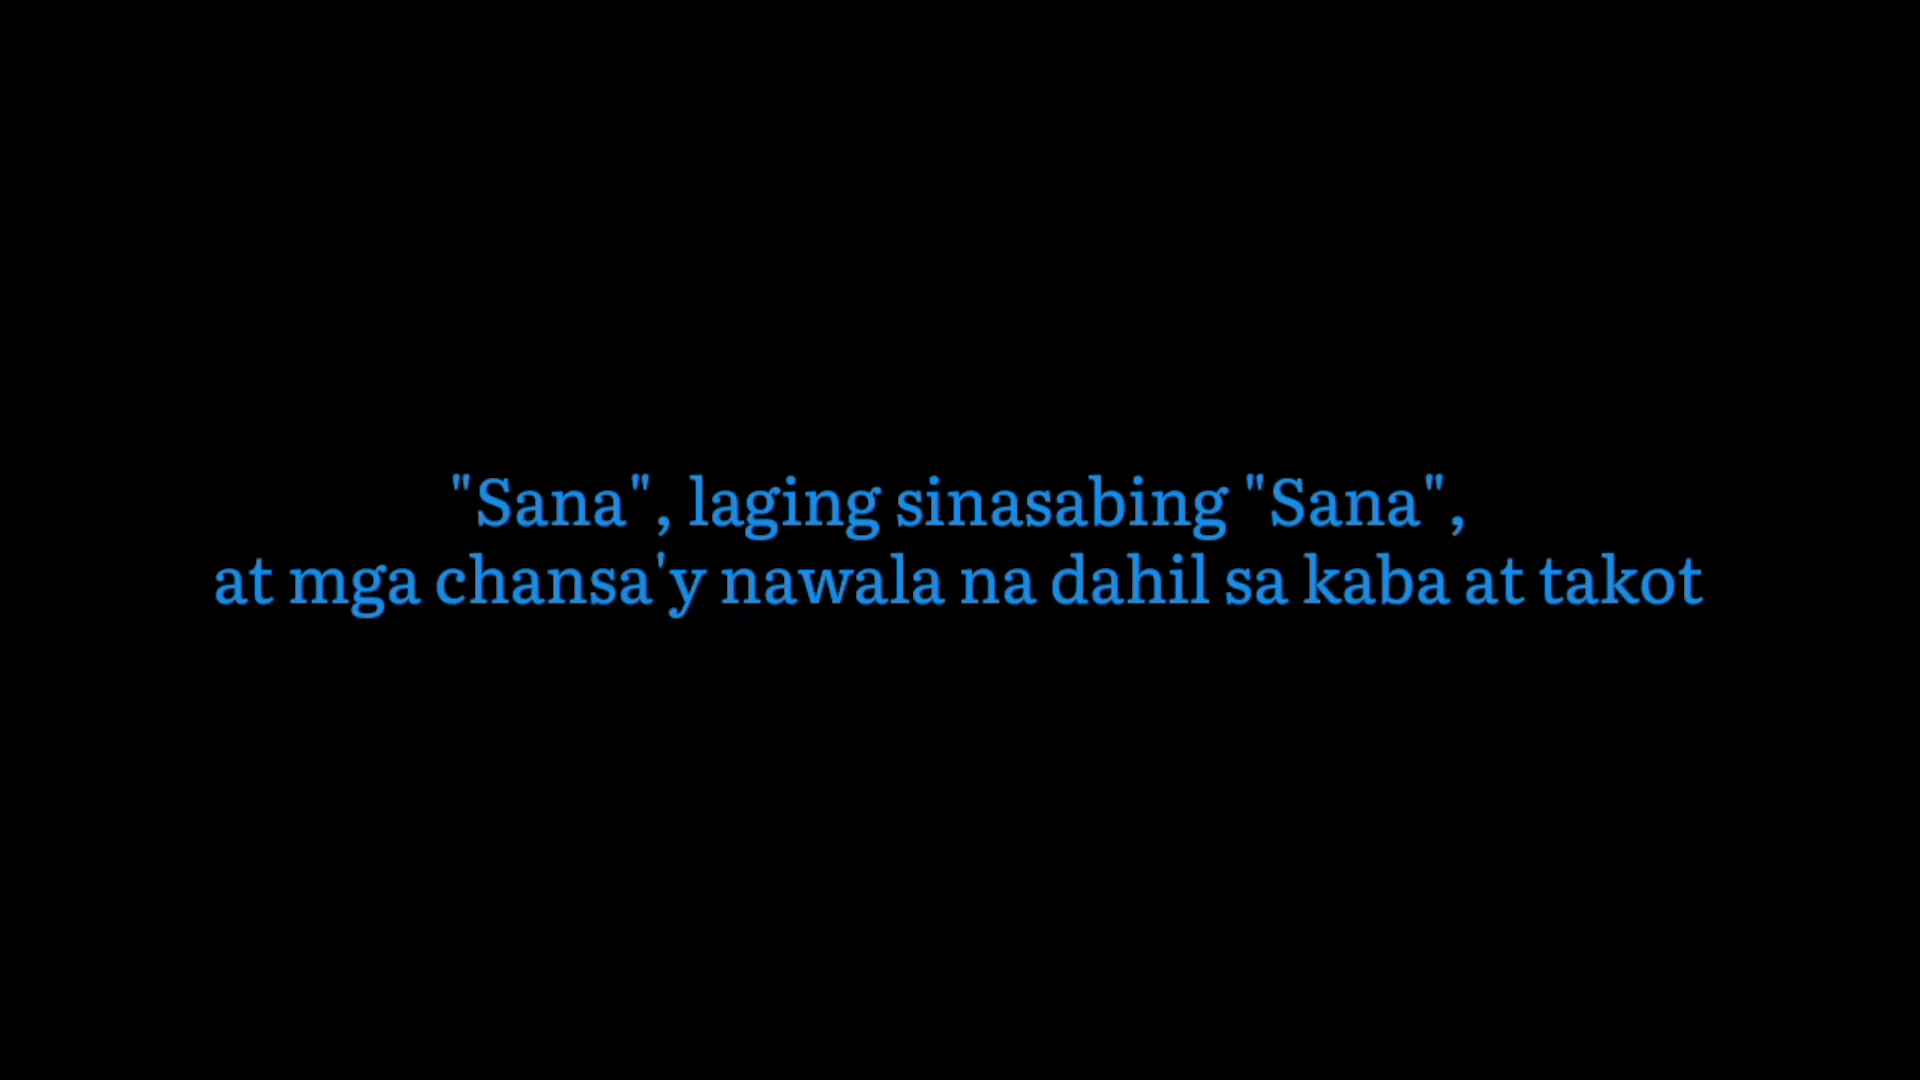 "Sana", laging sinasabing "Sana",
at mga chansa'y nawala na dahil sa kaba at takot